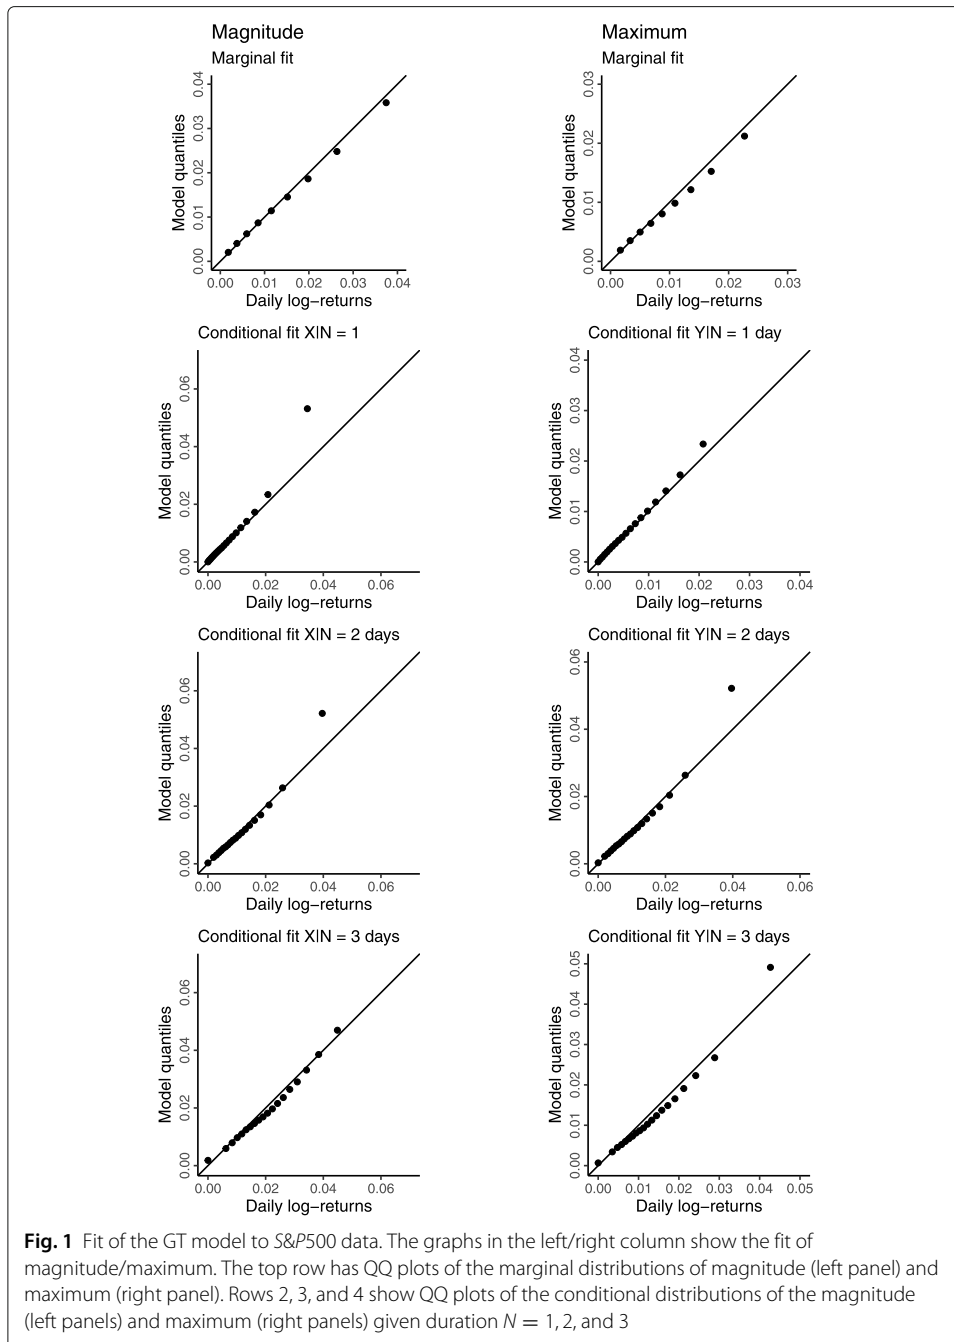 Magnitude
Marginal fit
Model quantiles
0.00 0.01 0.02 0.03 0.04
0.00 0.01 0.02 0.03 0.04
Daily log−returns
Maximum
Marginal fit
Model quantiles
0.00 0.01 0.02 0.03
0.00 0.01 0.02 0.03
Daily log−returns
Conditional fit X|N = 1
Model quantiles
0.00 0.02 0.04 0.06
0.00 0.02 0.04 0.06
Daily log−returns
Conditional fit Y|N = 1 day
Model quantiles
0.00 0.01 0.02 0.03 0.04
0.00 0.01 0.02 0.03 0.04
Daily log−returns
Conditional fit X|N = 2 days
Model quantiles
0.00 0.02 0.04 0.06
0.00 0.02 0.04 0.06
Daily log−returns
Conditional fit Y|N = 2 days
Model quantiles
0.00 0.02 0.04 0.06
0.00 0.02 0.04 0.06
Daily log−returns
Conditional fit X|N = 3 days
Model quantiles
0.00 0.02 0.04 0.06
0.00 0.02 0.04 0.06
Daily log−returns
Conditional fit Y|N = 3 days
Model quantiles
0.00 0.01 0.02 0.03 0.04 0.05
0.00 0.01 0.02 0.03 0.04 0.05
Daily log−returns
Fig. 1 Fit of the GT model to S&P500 data. The graphs in the left/right column show the fit of
magnitude/maximum. The top row has QQ plots of the marginal distributions of magnitude (left panel) and
maximum (right panel). Rows 2, 3, and 4 show QQ plots of the conditional distributions of the magnitude
(left panels) and maximum (right panels) given duration N = 1, 2, and 3